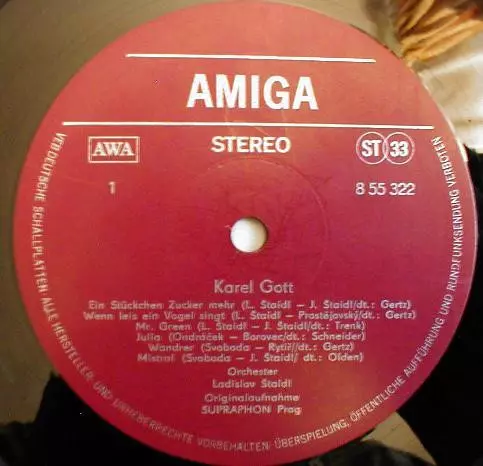 AMIGA
AWA
STEREO
ST 33
1
8 55 322
Karel Gott
Ein Stückchen Zucker mehr (L. Staidl – J. Staidl/dt.: Gertz)
Wenn leis ein Vogel singt (L. Staidl – Prostějovský/dt.: Gertz)
Mr. Green (L. Staidl – J. Staidl/dt.: Trenk)
Julia (Ondráček – Borovec/dt.: Schneider)
Wandrer (Svoboda – Rytíř/dt.: Gertz)
Mistral (Svoboda – J. Staidl/ dt.: Olden)
Orchester
Ladislav Staidl
Originalaufnahme
SUPRAPHON Prag
VEB DEUTSCHE SCHALLPLATTEN ALLE HERSTELLER- UND URHEBERRECHTE VORBEHALTEN! ÜBERSPIELUNG, ÖFFENTLICHE AUFFÜHRUNG UND RUNDFUNKSENDUNG VERBOTEN